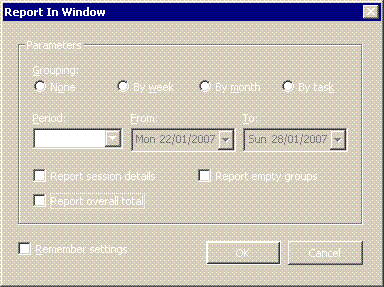 Report In Window
Parameters
Grouping:
None By week By month By task
Period: From: To:
Mon 22/01/2007 Sun 28/01/2007
Report session details Report empty groups
Report overall total
Remember settings OK Cancel